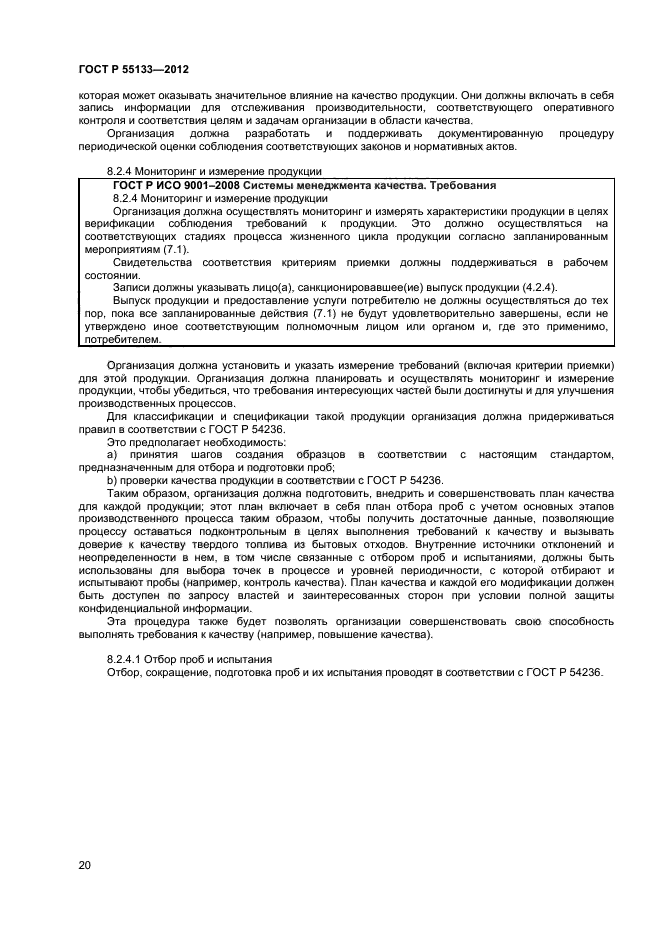 ГОСТ Р 55133—2012
которая может оказывать значительное влияние на качество продукции. Они должны включать в себя
запись информации для отслеживания производительности, соответствующего оперативного
контроля и соответствия целям и задачам организации в области качества.
Организация должна разработать и поддерживать документированную процедуру
периодической оценки соблюдения соответствующих законов и нормативных актов.
8.2.4 Мониторинг и измерение продукции
ГОСТ Р ИСО 9001–2008 Системы менеджмента качества. Требования
8.2.4 Мониторинг и измерение продукции
Организация должна осуществлять мониторинг и измерять характеристики продукции в целях
верификации соблюдения требований к продукции. Это должно осуществляться на
соответствующих стадиях процесса жизненного цикла продукции согласно запланированным
мероприятиям (7.1).
Свидетельства соответствия критериям приемки должны поддерживаться в рабочем
состоянии.
Записи должны указывать лицо(а), санкционировавшее(ие) выпуск продукции (4.2.4).
Выпуск продукции и предоставление услуги потребителю не должны осуществляться до тех
пор, пока все запланированные действия (7.1) не будут удовлетворительно завершены, если не
утверждено иное соответствующим полномочным лицом или органом и, где это применимо,
потребителем.
Организация должна установить и указать измерение требований (включая критерии приемки)
для этой продукции. Организация должна планировать и осуществлять мониторинг и измерение
продукции, чтобы убедиться, что требования интересующих частей были достигнуты и для улучшения
производственных процессов.
Для классификации и спецификации такой продукции организация должна придерживаться
правил в соответствии с ГОСТ Р 54236.
Это предполагает необходимость:
a) принятия шагов создания образцов в соответствии с настоящим стандартом,
предназначенным для отбора и подготовки проб;
b) проверки качества продукции в соответствии с ГОСТ Р 54236.
Таким образом, организация должна подготовить, внедрить и совершенствовать план качества
для каждой продукции; этот план включает в себя план отбора проб с учетом основных этапов
производственного процесса таким образом, чтобы получить достаточные данные, позволяющие
процессу оставаться подконтрольным в целях выполнения требований к качеству и вызывать
доверие к качеству твердого топлива из бытовых отходов. Внутренние источники отклонений и
неопределенности в нем, в том числе связанные с отбором проб и испытаниями, должны быть
использованы для выбора точек в процессе и уровней периодичности, с которой отбирают и
испытывают пробы (например, контроль качества). План качества и каждой его модификации должен
быть доступен по запросу властей и заинтересованных сторон при условии полной защиты
конфиденциальной информации.
Эта процедура также будет позволять организации совершенствовать свою способность
выполнять требования к качеству (например, повышение качества).
8.2.4.1 Отбор проб и испытания
Отбор, сокращение, подготовка проб и их испытания проводят в соответствии с ГОСТ Р 54236.
20